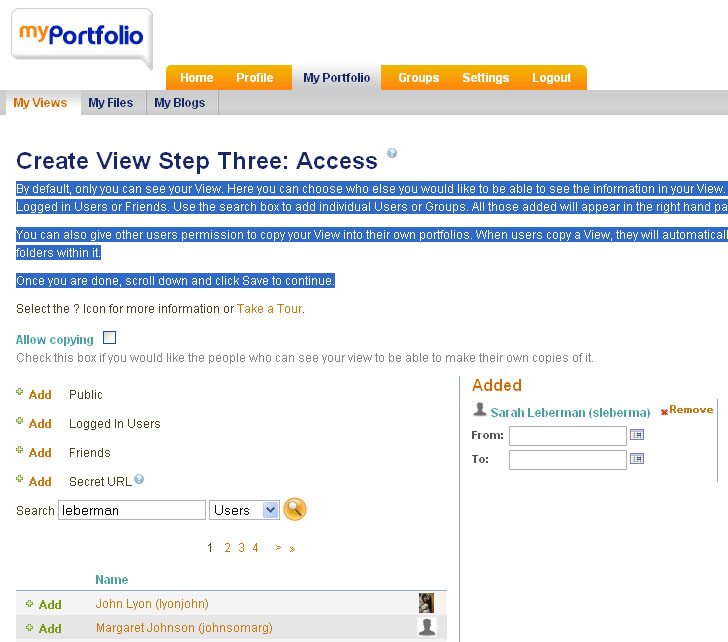 myPortfolio
Home Profile My Portfolio Groups Settings Logout
My Views My Files My Blogs
Create View Step Three: Access ?
By default, only you can see your View. Here you can choose who else you would like to be able to see the information in your View.
Logged in Users or Friends. Use the search box to add individual Users or Groups. All those added will appear in the right hand pa
You can also give other users permission to copy your View into their own portfolios. When users copy a View, they will automaticall
folders within it.
Once you are done, scroll down and click Save to continue.
Select the ? Icon for more information or Take a Tour.
Allow copying
Check this box if you would like the people who can see your view to be able to make their own copies of it.
Add Public
Add Logged In Users
Add Friends
Add Secret URL ?
Search leberman Users
1 2 3 4 > »
Name
Add John Lyon (lyonjohn)
Add Margaret Johnson (johnsomarg)
Added
Sarah Leberman (sleberma) Remove
From:
To: